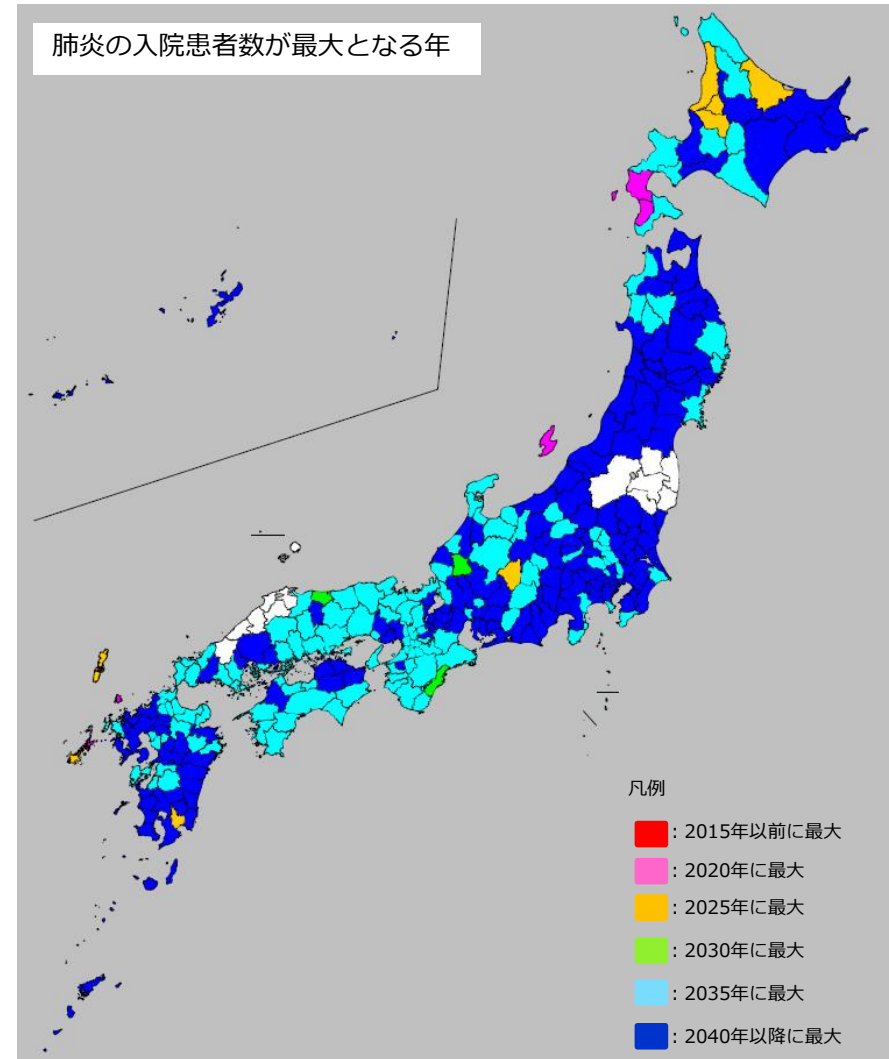 肺炎の入院患者数が最大となる年
凡例
：2015年以前に最大
：2020年に最大
：2025年に最大
：2030年に最大
：2035年に最大
：2040年以降に最大